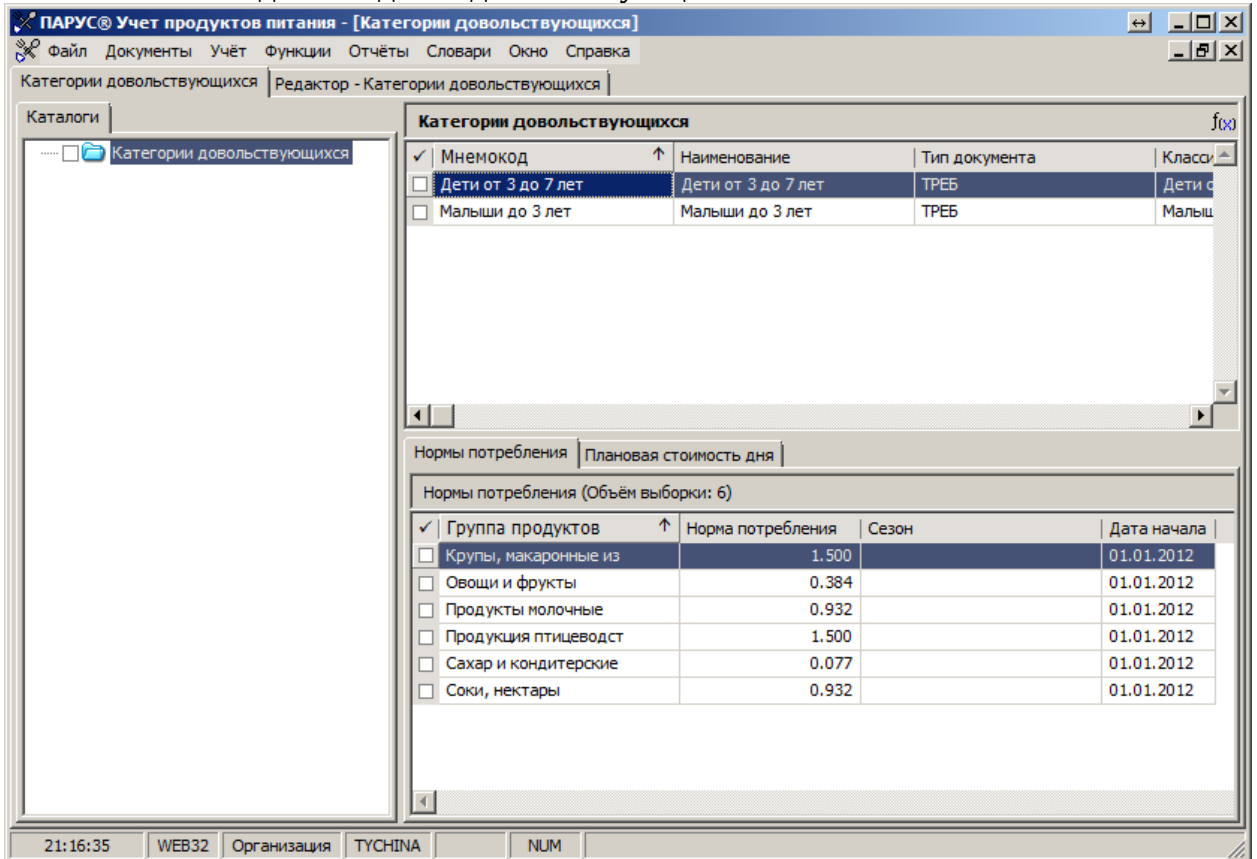 ПАРУС® Учет продуктов питания - [Категории довольствующихся]
Файл Документы Учёт Функции Отчёты Словари Окно Справка
Категории довольствующихся Редактор - Категории довольствующихся
Каталоги
Категории довольствующихся
Категории довольствующихся f(x)
✓ Мнемокод ↑ Наименование Тип документа Класси
Дети от 3 до 7 лет Дети от 3 до 7 лет ТРЕБ Дети о
Малыши до 3 лет Малыши до 3 лет ТРЕБ Малыш
Нормы потребления Плановая стоимость дня
Нормы потребления (Объём выборки: 6)
✓ Группа продуктов ↑ Норма потребления Сезон Дата начала
Крупы, макаронные из 1.500 01.01.2012
Овощи и фрукты 0.384 01.01.2012
Продукты молочные 0.932 01.01.2012
Продукция птицеводст 1.500 01.01.2012
Сахар и кондитерские 0.077 01.01.2012
Соки, нектары 0.932 01.01.2012
21:16:35 WEB32 Организация TYCHINA NUM